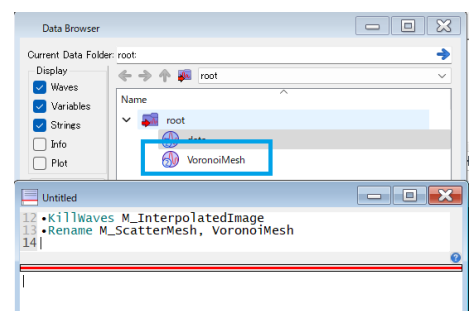 Data Browser
Current Data Folder: root:
Display
Waves
Variables
Strings
Info
Plot
root
Name
root
data
VoronoiMesh
Untitled
12 •KillWaves M_InterpolatedImage
13 •Rename M_ScatterMesh, VoronoiMesh
14